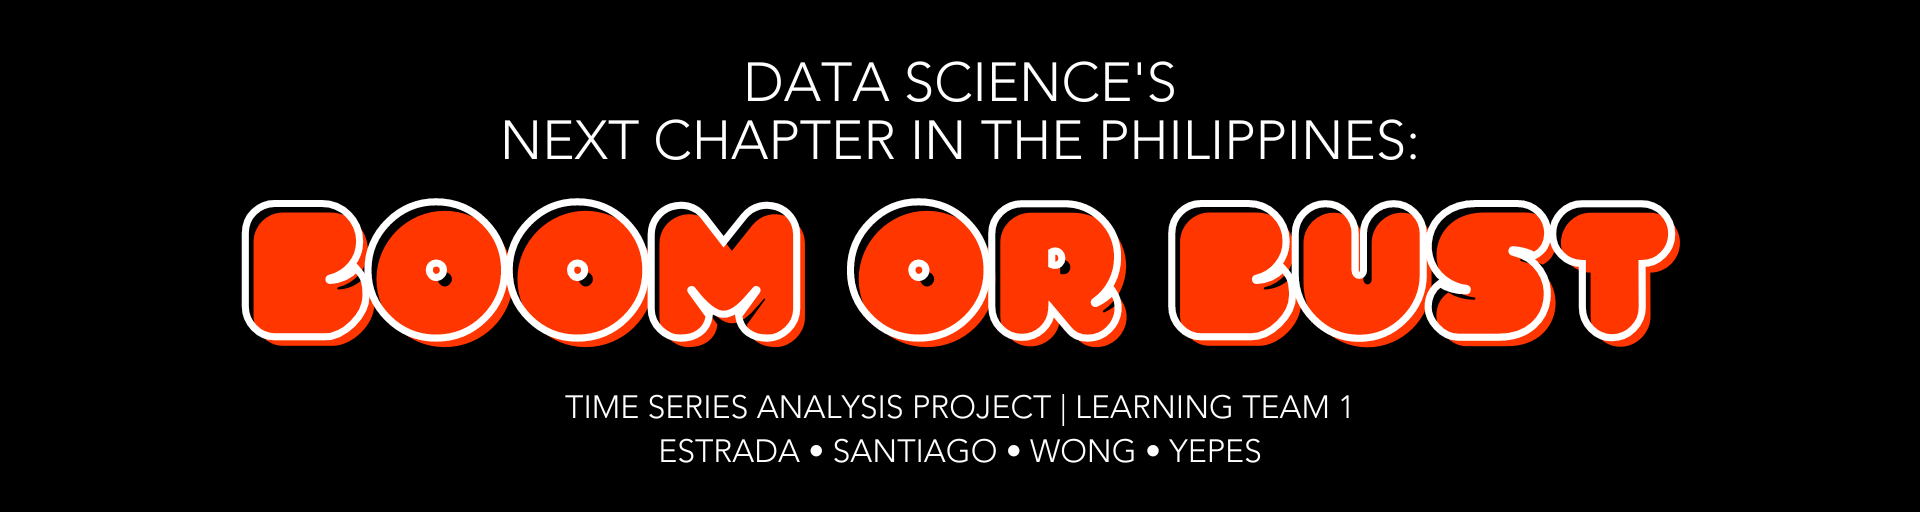 DATA SCIENCE'S
NEXT CHAPTER IN THE PHILIPPINES:
BOOM OR BUST
TIME SERIES ANALYSIS PROJECT | LEARNING TEAM 1
ESTRADA • SANTIAGO • WONG • YEPES